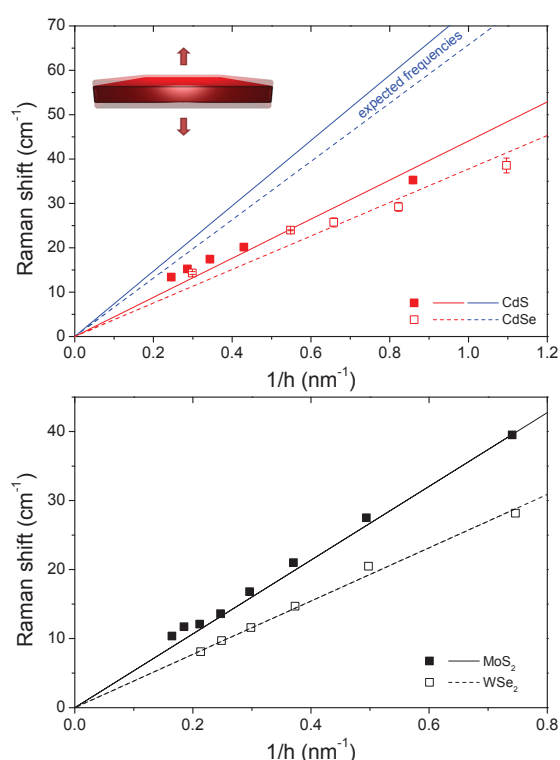 70
60
50
40
30
20
10
0
Raman shift (cm⁻¹)
expected frequencies
CdS
CdSe
0.0 0.2 0.4 0.6 0.8 1.0 1.2
1/h (nm⁻¹)
40
30
20
10
0
Raman shift (cm⁻¹)
MoS₂
WSe₂
0.0 0.2 0.4 0.6 0.8
1/h (nm⁻¹)